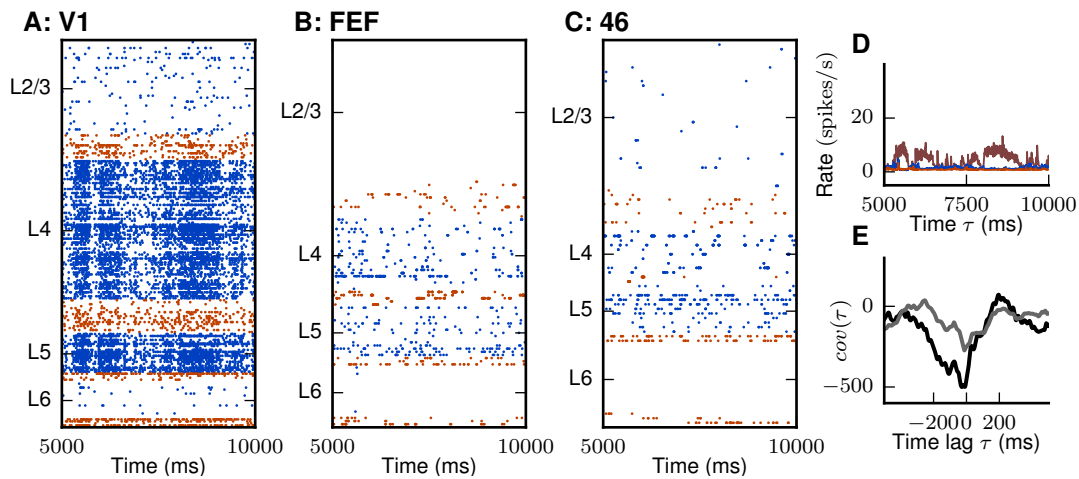 A: V1
L2/3
L4
L5
L6
5000
10000
Time (ms)
B: FEF
L2/3
L4
L5
L6
5000
10000
Time (ms)
C: 46
L2/3
L4
L5
L6
5000
10000
Time (ms)
D
Rate (spikes/s)
20
0
5000
7500
10000
Time τ (ms)
E
cov(τ)
0
−500
−200
0
200
Time lag τ (ms)